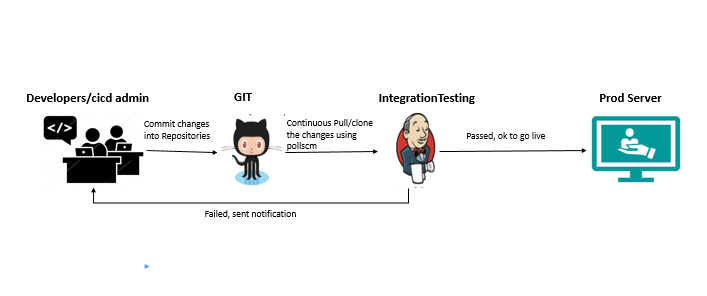 Developers/cicd admin
GIT
IntegrationTesting
Prod Server
</>
Commit changes
into Repositories
Continuous Pull/clone
the changes using
pollscm
Passed, ok to go live
Failed, sent notification